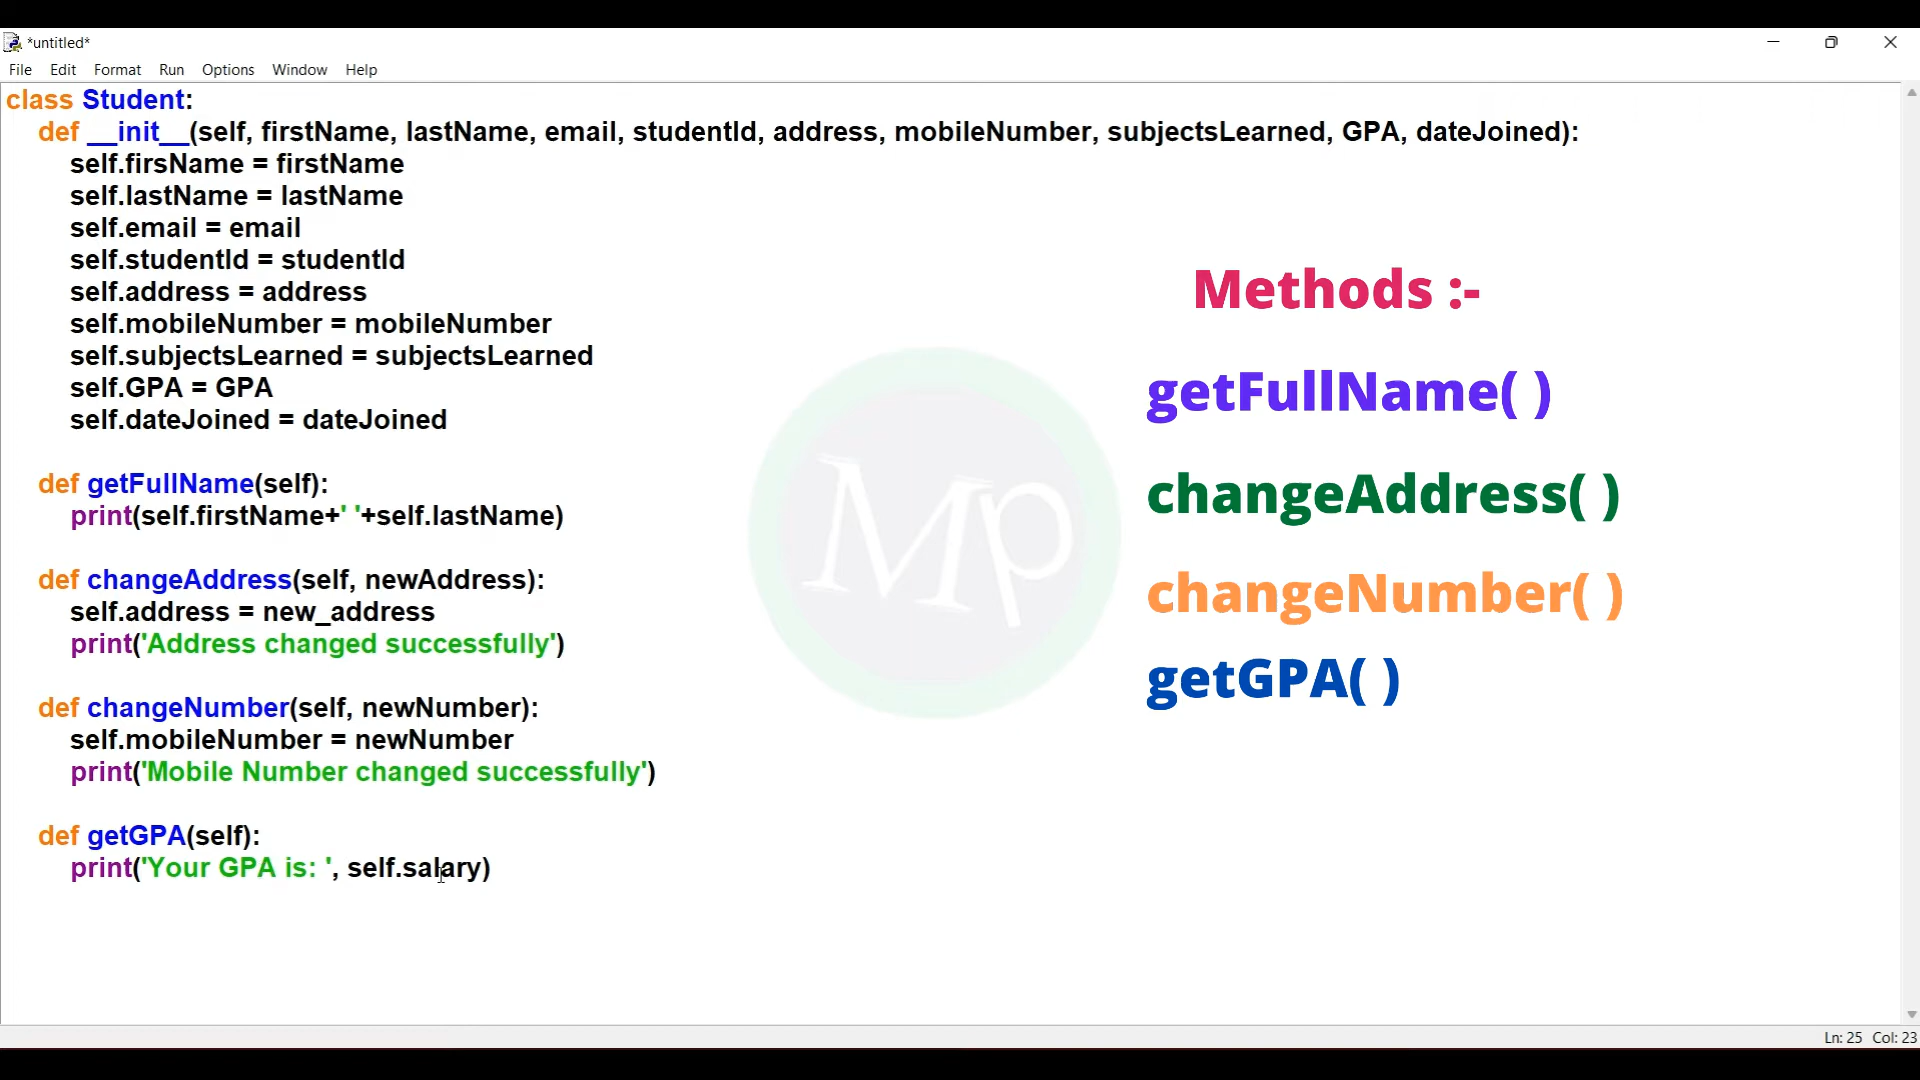 *untitled*
File Edit Format Run Options Window Help
class Student:
def __init__(self, firstName, lastName, email, studentId, address, mobileNumber, subjectsLearned, GPA, dateJoined):
self.firsName = firstName
self.lastName = lastName
self.email = email
self.studentId = studentId
self.address = address
self.mobileNumber = mobileNumber
self.subjectsLearned = subjectsLearned
self.GPA = GPA
self.dateJoined = dateJoined
def getFullName(self):
print(self.firstName+' '+self.lastName)
def changeAddress(self, newAddress):
self.address = new_address
print('Address changed successfully')
def changeNumber(self, newNumber):
self.mobileNumber = newNumber
print('Mobile Number changed successfully')
def getGPA(self):
print('Your GPA is: ', self.salary)
Mp
Methods :-
getFullName( )
changeAddress( )
changeNumber( )
getGPA( )
Ln: 25 Col: 23